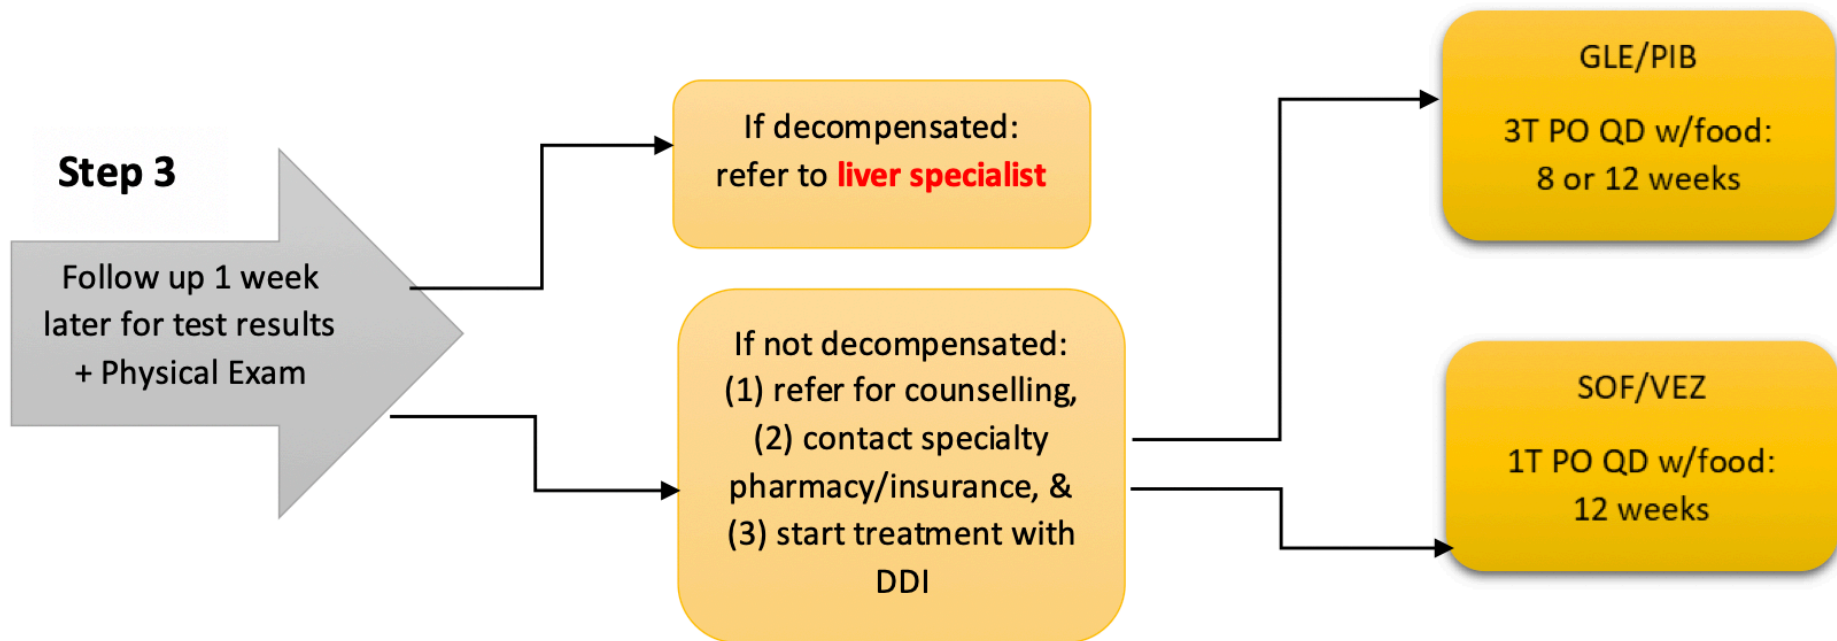 Step 3
Follow up 1 week
later for test results
+ Physical Exam
If decompensated:
refer to liver specialist
If not decompensated:
(1) refer for counselling,
(2) contact specialty
pharmacy/insurance, &
(3) start treatment with
DDI
GLE/PIB
3T PO QD w/food:
8 or 12 weeks
SOF/VEZ
1T PO QD w/food:
12 weeks